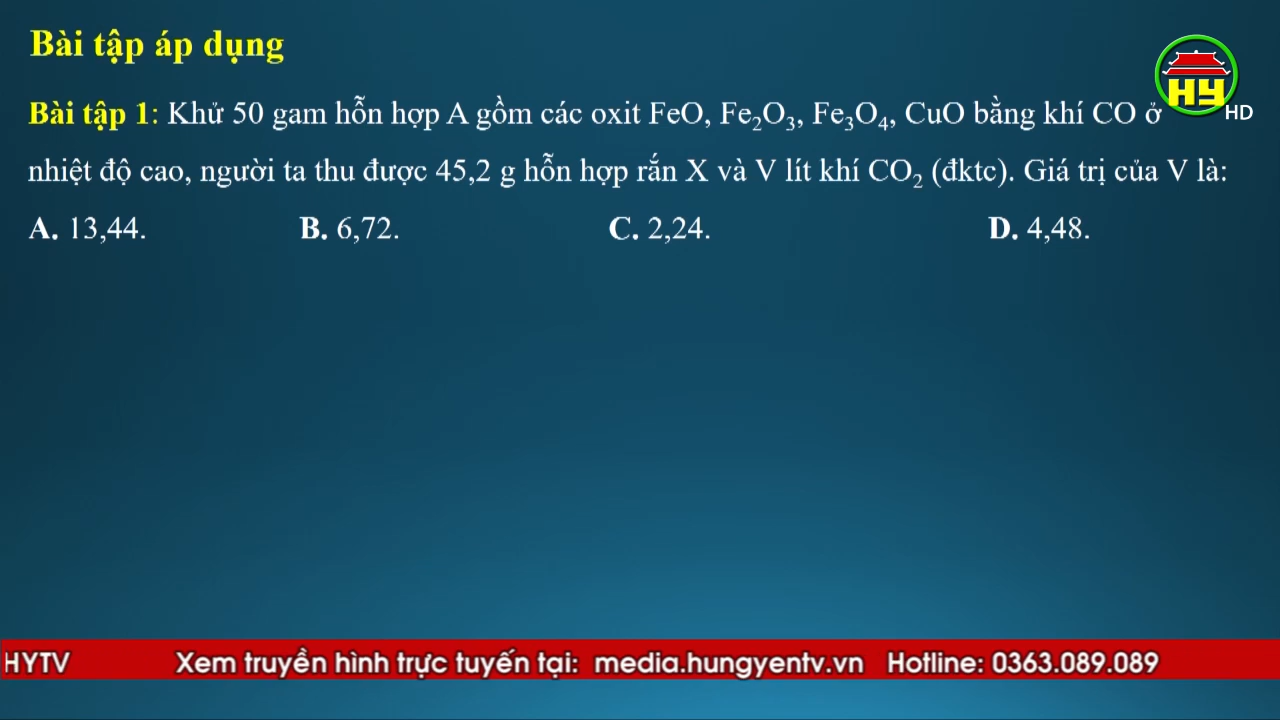 Bài tập áp dụng
Bài tập 1: Khử 50 gam hỗn hợp A gồm các oxit FeO, Fe₂O₃, Fe₃O₄, CuO bằng khí CO ở
nhiệt độ cao, người ta thu được 45,2 g hỗn hợp rắn X và V lít khí CO₂ (đktc). Giá trị của V là:
A. 13,44. B. 6,72. C. 2,24. D. 4,48.
HY HD
HYTV Xem truyền hình trực tuyến tại: media.hungyentv.vn Hotline: 0363.089.089